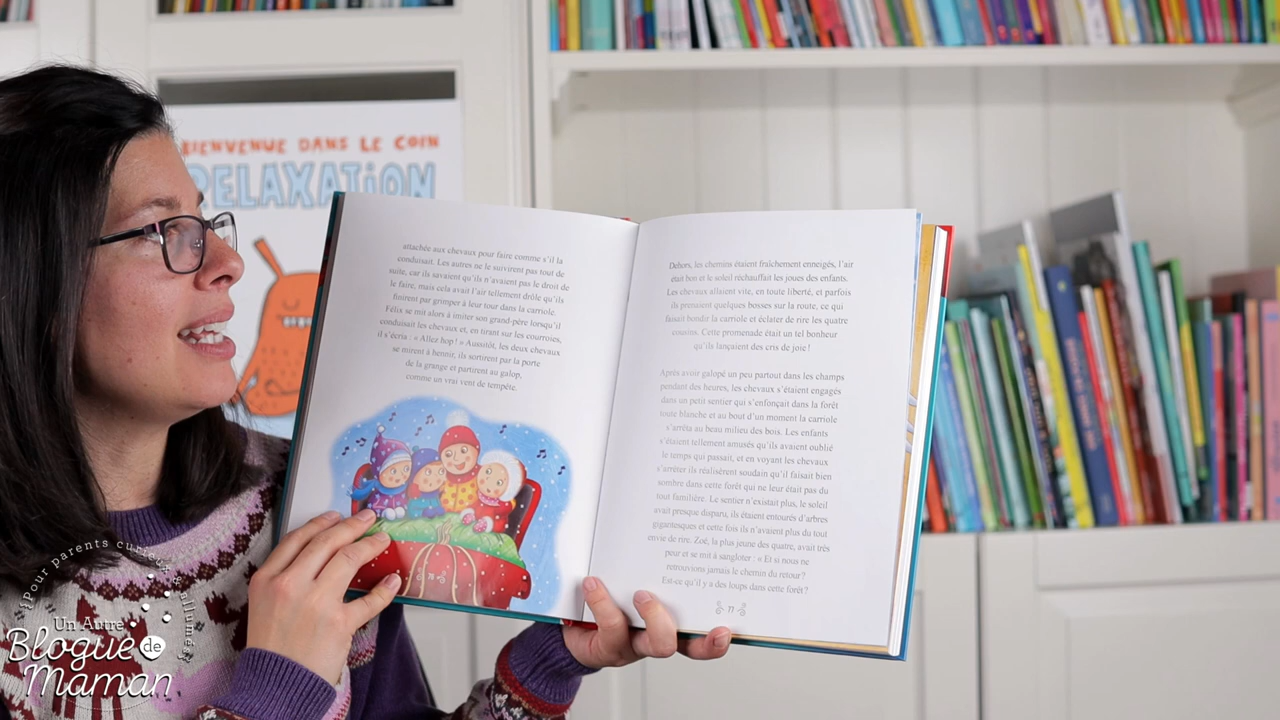 BIENVENUE DANS LE COIN
RELAXATION
attachée aux chevaux pour faire comme s'il la
conduisait. Les autres ne le suivirent pas tout de
suite, car ils savaient qu'ils n'avaient pas le droit de
le faire, mais cela avait l'air tellement drôle qu'ils
finirent par grimper à leur tour dans la carriole.
Félix se mit alors à imiter son grand-père lorsqu'il
conduisait les chevaux et, en tirant sur les courroies,
il s'écria : « Allez hop ! » Aussitôt, les deux chevaux
se mirent à hennir, ils sortirent par la porte
de la grange et partirent au galop,
comme un vrai vent de tempête.
76
Dehors, les chemins étaient fraîchement enneigés, l'air
était bon et le soleil réchauffait les joues des enfants.
Les chevaux allaient vite, en toute liberté, et parfois
ils prenaient quelques bosses sur la route, ce qui
faisait bondir la carriole et éclater de rire les quatre
cousins. Cette promenade était un tel bonheur
qu'ils lançaient des cris de joie !
Après avoir galopé un peu partout dans les champs
pendant des heures, les chevaux s'étaient engagés
dans un petit sentier qui s'enfonçait dans la forêt
toute blanche et au bout d'un moment la carriole
s'arrêta au beau milieu des bois. Les enfants
s'étaient tellement amusés qu'ils avaient oublié
le temps qui passait, et en voyant les chevaux
s'arrêter ils réalisèrent soudain qu'il faisait bien
sombre dans cette forêt qui ne leur était pas du
tout familière. Le sentier n'existait plus, le soleil
avait presque disparu, ils étaient entourés d'arbres
gigantesques et cette fois ils n'avaient plus du tout
envie de rire. Zoé, la plus jeune des quatre, avait très
peur et se mit à sangloter : « Et si nous ne
retrouvions jamais le chemin du retour ?
Est-ce qu'il y a des loups dans cette forêt ?
77
Pour parents curieux & allumés
Un Autre
Blogue de
Maman